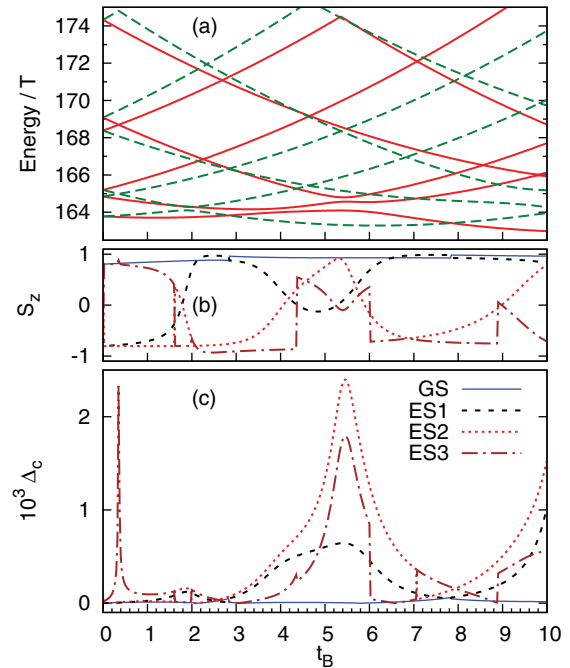 (a)
Energy / T
174
172
170
168
166
164
(b)
S_z
1
0
-1
(c)
GS
ES1
ES2
ES3
10^3 Δ_c
2
1
0
0 1 2 3 4 5 6 7 8 9 10
t_B